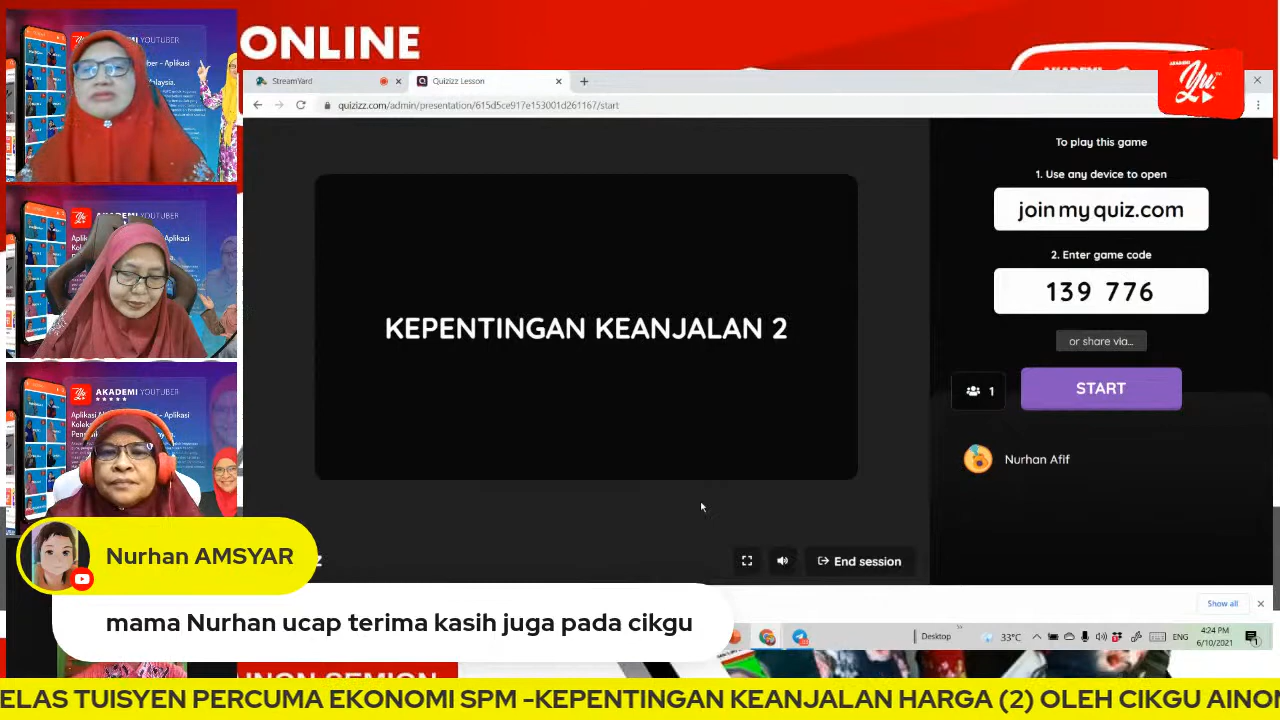 ONLINE
StreamYard
Quizizz Lesson
quizizz.com/admin/presentation/615d5ce917e153001d261167/start
To play this game
1. Use any device to open
joinmyquiz.com
2. Enter game code
139 776
or share via...
START
1
Nurhan Afif
KEPENTINGAN KEANJALAN 2
End session
Show all
Desktop
33°C
ENG
4:24 PM
6/10/2021
AKADEMI YOUTUBER
Nurhan AMSYAR
mama Nurhan ucap terima kasih juga pada cikgu
ELAS TUISYEN PERCUMA EKONOMI SPM -KEPENTINGAN KEANJALAN HARGA (2) OLEH CIKGU AINON